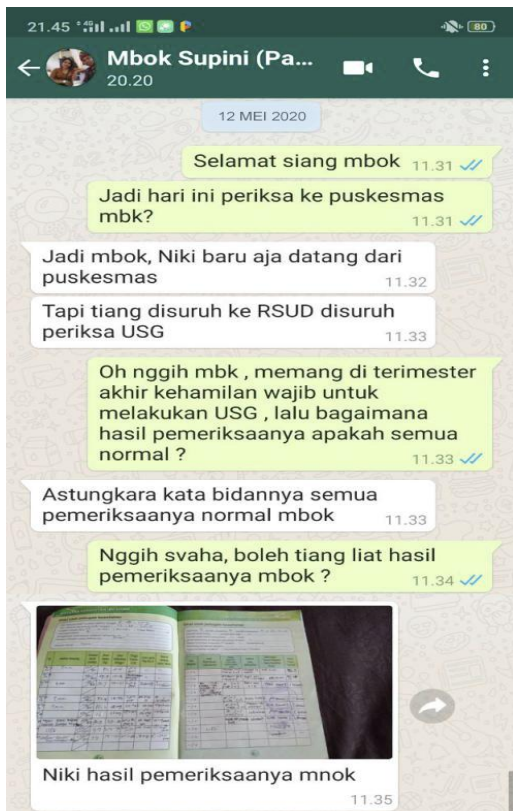 21.45
80
Mbok Supini (Pa...
20.20
12 MEI 2020
Selamat siang mbok 11.31
Jadi hari ini periksa ke puskesmas
mbk? 11.31
Jadi mbok, Niki baru aja datang dari
puskesmas 11.32
Tapi tiang disuruh ke RSUD disuruh
periksa USG 11.33
Oh nggih mbk , memang di terimester
akhir kehamilan wajib untuk
melakukan USG , lalu bagaimana
hasil pemeriksaanya apakah semua
normal ? 11.33
Astungkara kata bidannya semua
pemeriksaanya normal mbok 11.33
Nggih svaha, boleh tiang liat hasil
pemeriksaanya mbok ? 11.34
Niki hasil pemeriksaanya mnok
11.35